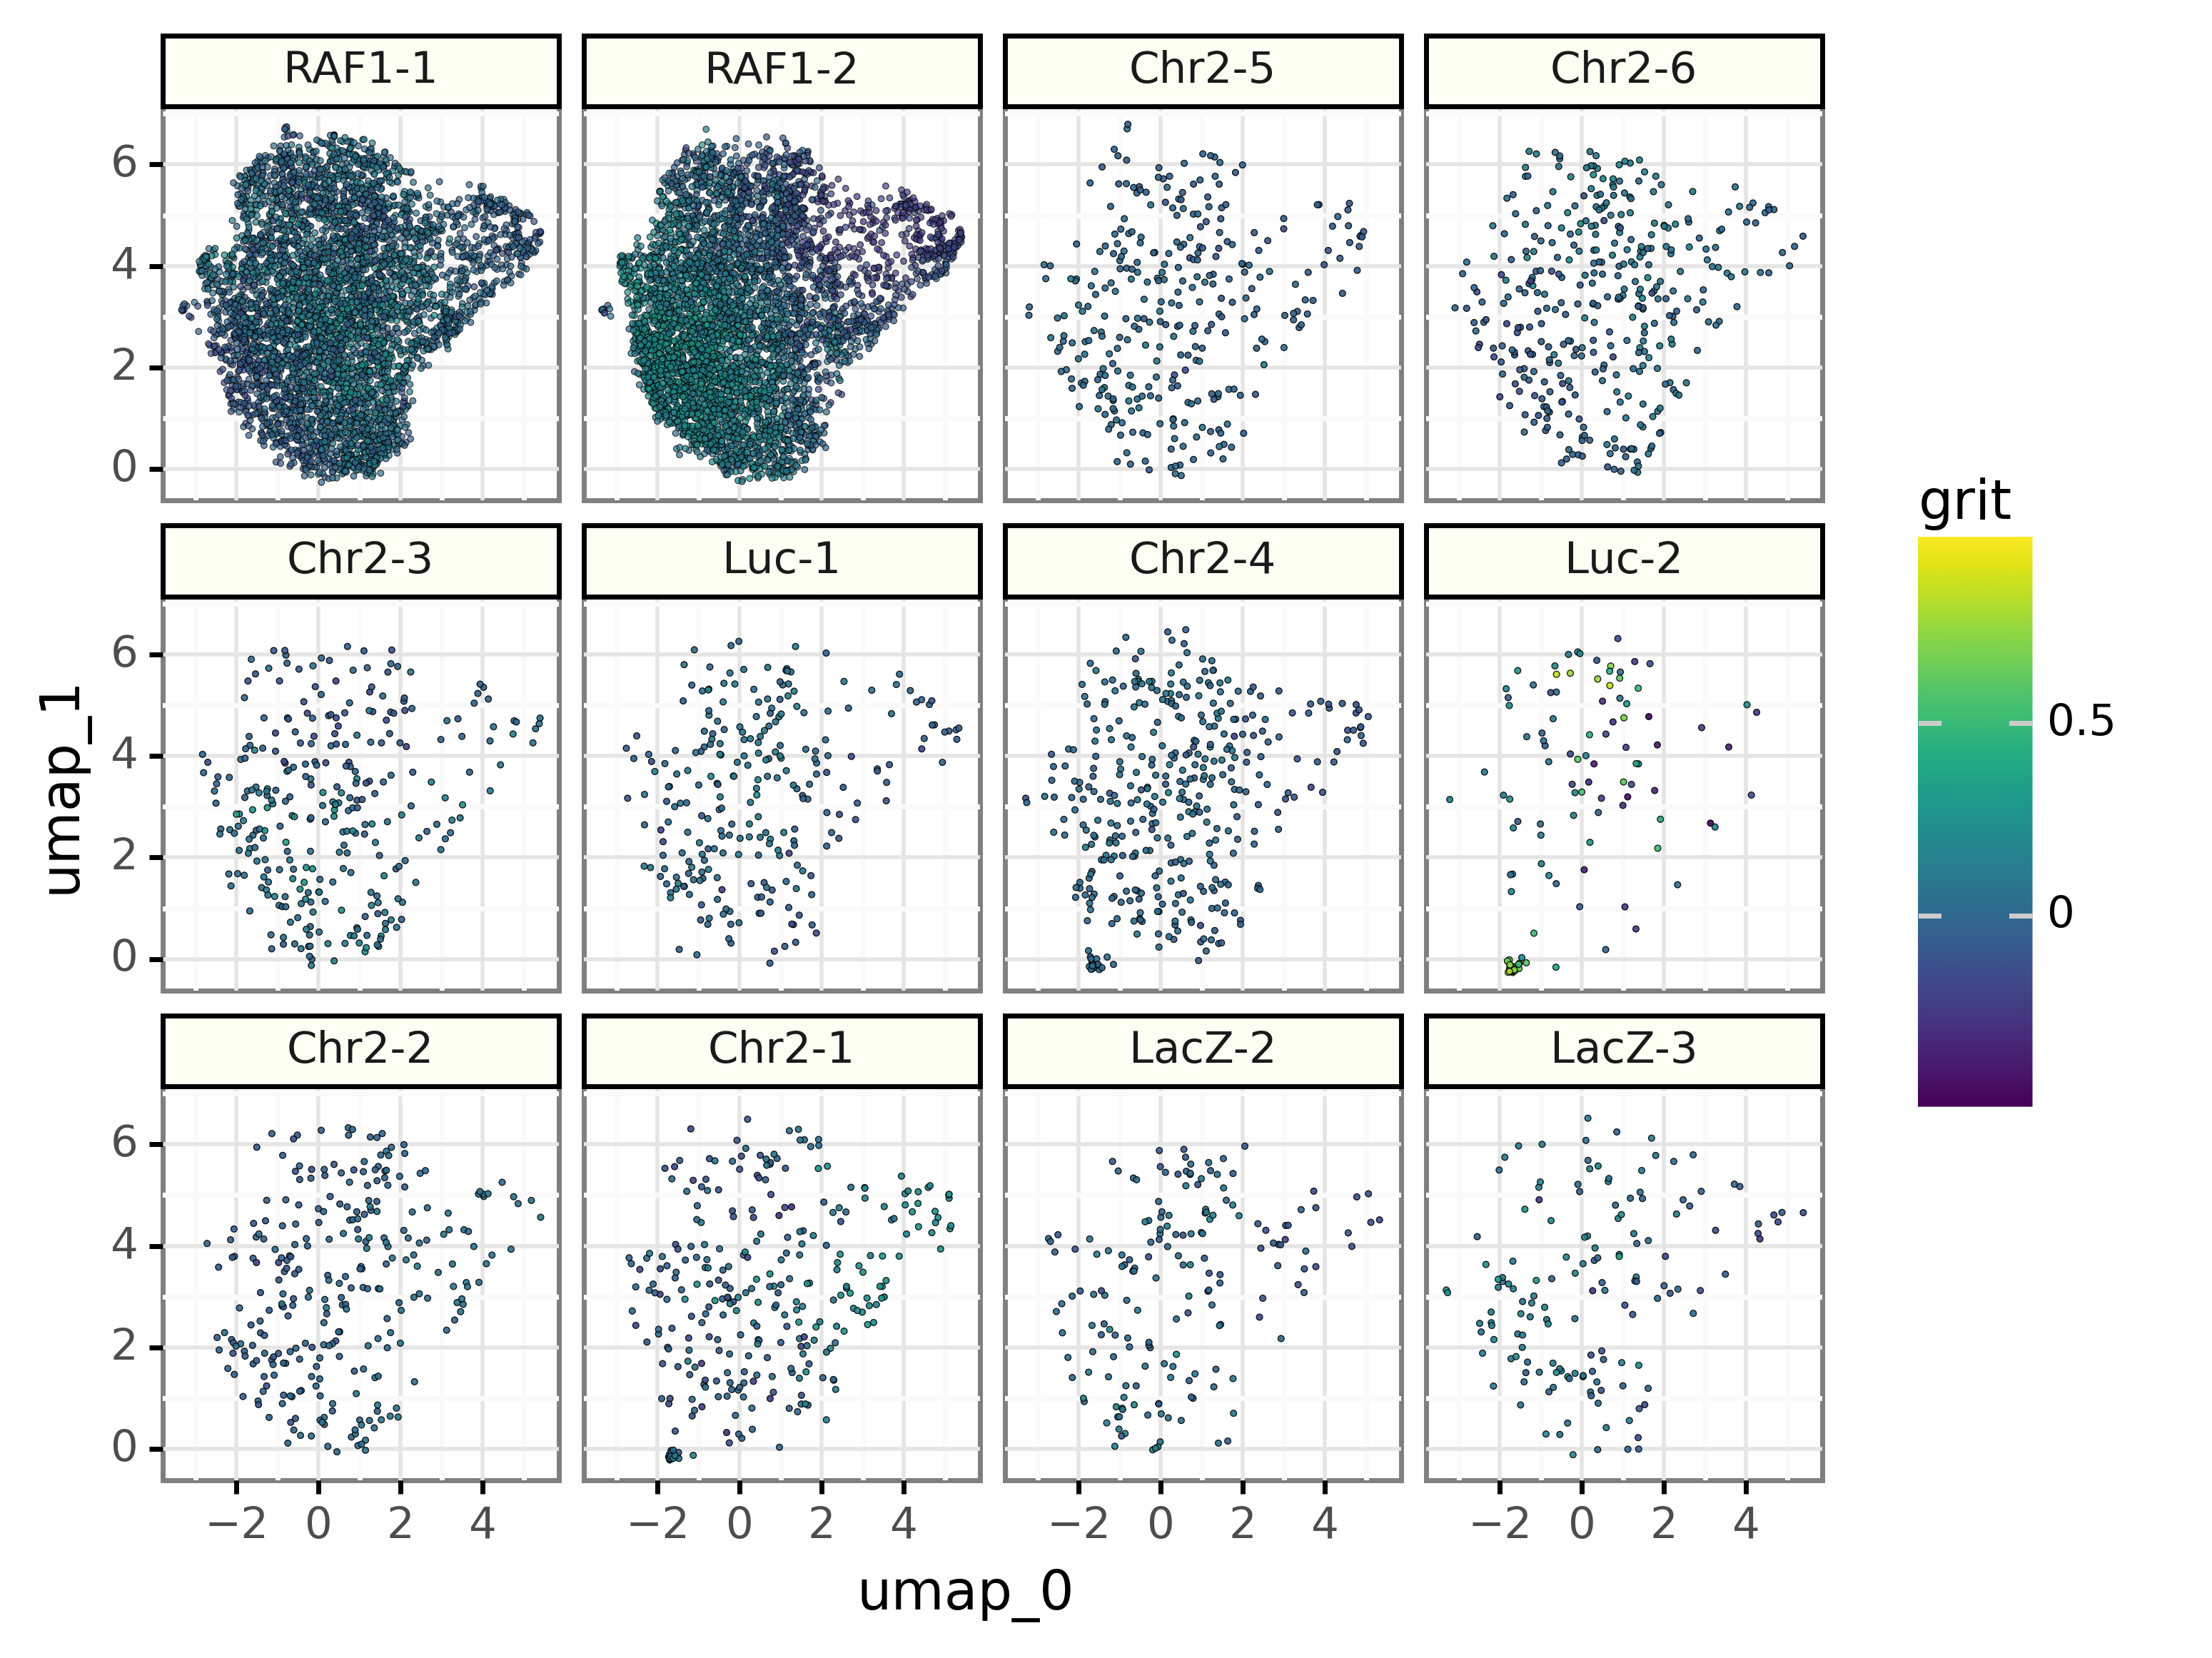 RAF1-1 RAF1-2 Chr2-5 Chr2-6
6
4
2
0
Chr2-3 Luc-1 Chr2-4 Luc-2
6
4
2
0
Chr2-2 Chr2-1 LacZ-2 LacZ-3
6
4
2
0
−2 0 2 4 −2 0 2 4 −2 0 2 4 −2 0 2 4
umap_0
umap_1
grit
0.5
0